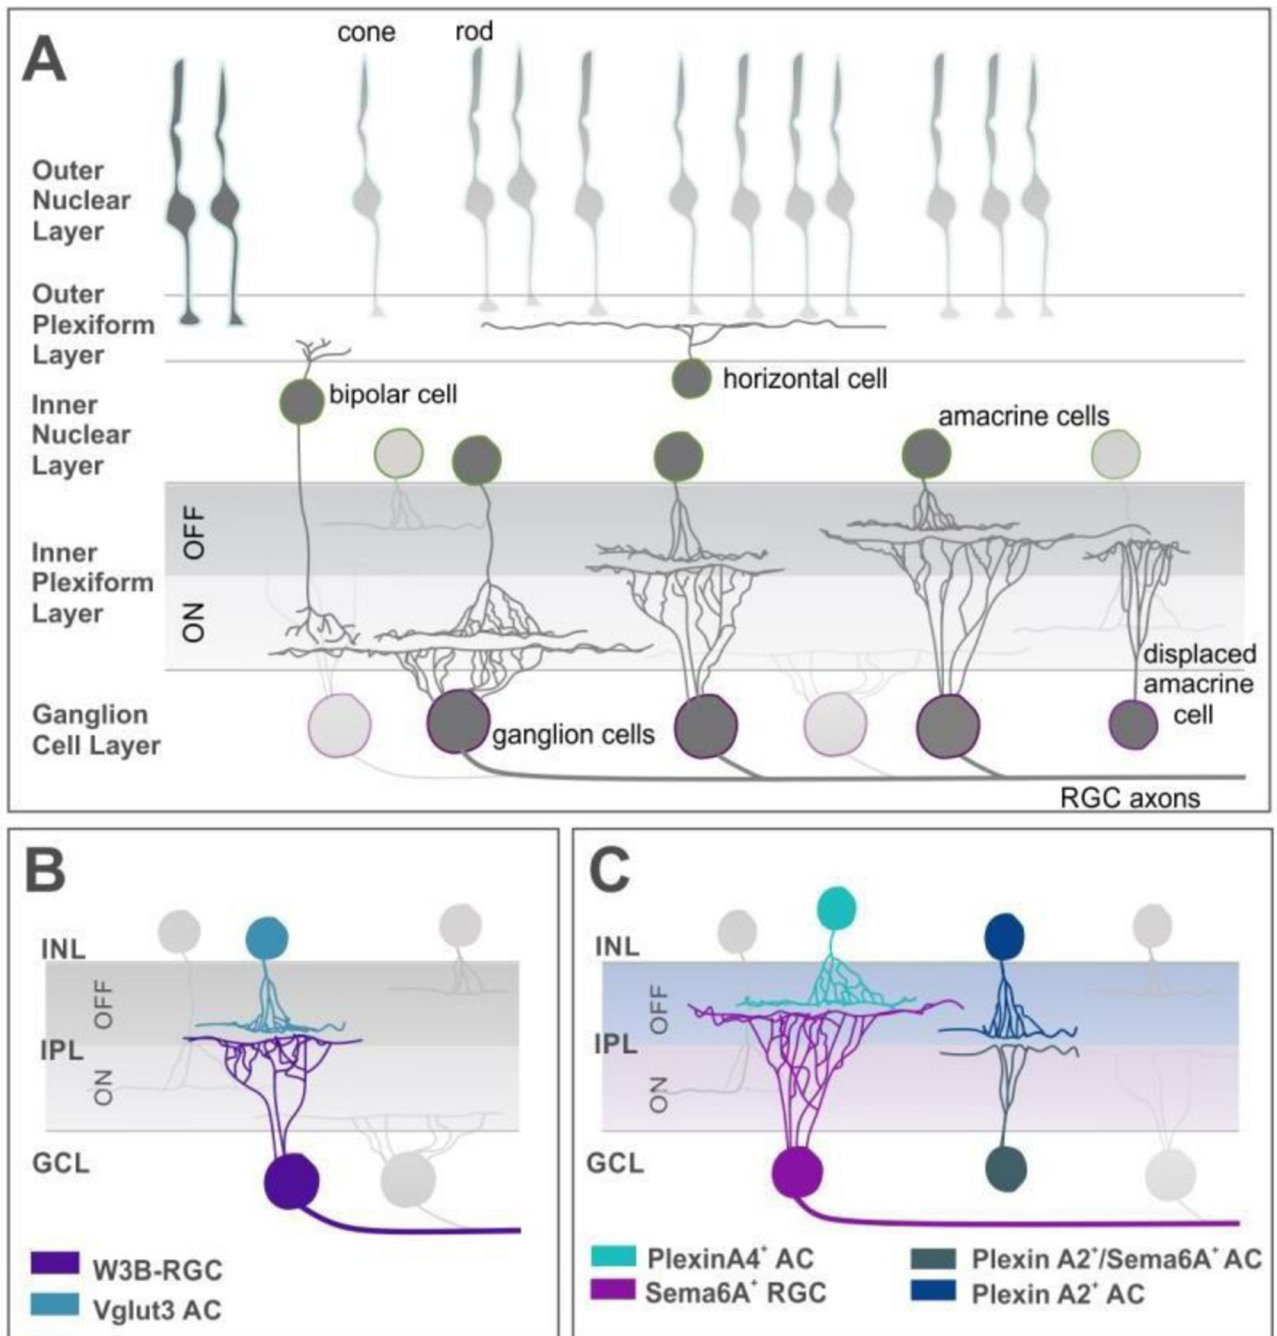 A
cone
rod
Outer
Nuclear
Layer
Outer
Plexiform
Layer
bipolar cell
horizontal cell
Inner
Nuclear
Layer
amacrine cells
OFF
Inner
Plexiform
Layer
ON
displaced
amacrine
cell
Ganglion
Cell Layer
ganglion cells
RGC axons
B
INL
OFF
IPL
ON
GCL
W3B-RGC
Vglut3 AC
C
INL
OFF
IPL
ON
GCL
PlexinA4⁺ AC
Sema6A⁺ RGC
Plexin A2⁺/Sema6A⁺ AC
Plexin A2⁺ AC